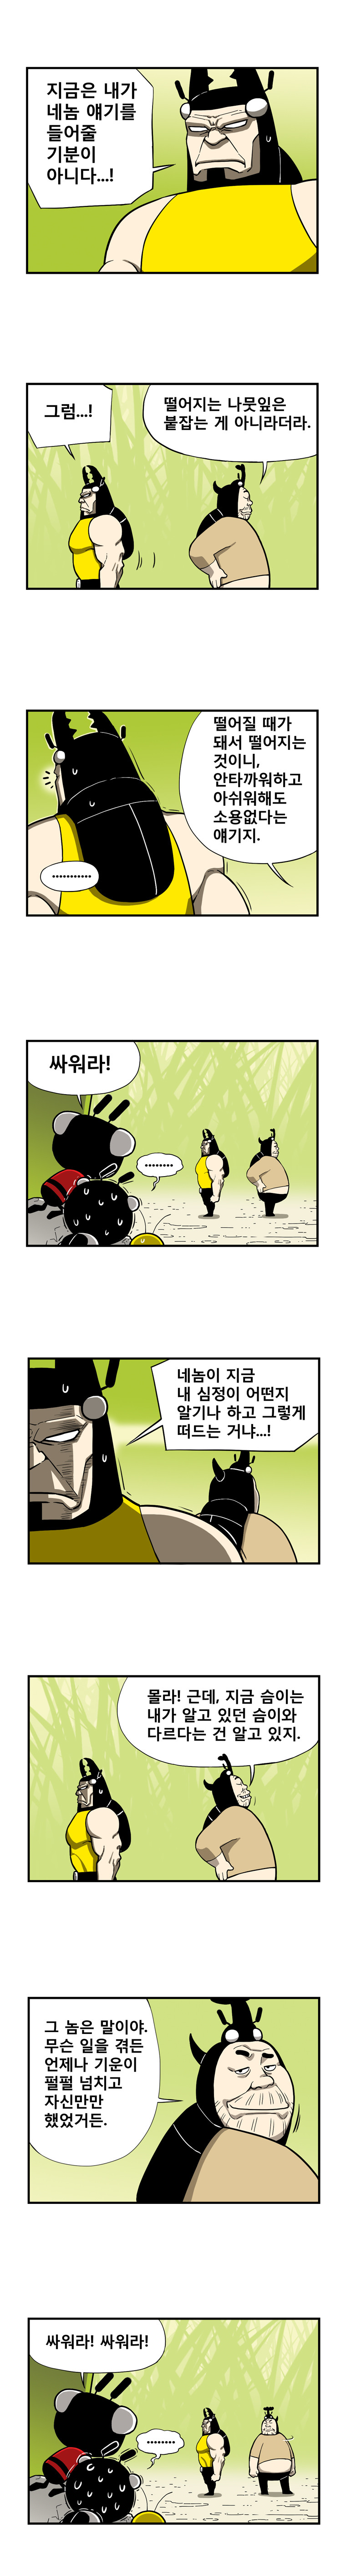 지금은 내가
네놈 얘기를
들어줄
기분이
아니다...!
그럼...!
떨어지는 나뭇잎은
붙잡는 게 아니라더라.
떨어질 때가
돼서 떨어지는
것이니,
안타까워하고
아쉬워해도
소용없다는
얘기지.
···········
싸워라!
········
네놈이 지금
내 심정이 어떤지
알기나 하고 그렇게
떠드는 거냐...!
몰라! 근데, 지금 슴이는
내가 알고 있던 슴이와
다르다는 건 알고 있지.
그 놈은 말이야.
무슨 일을 겪든
언제나 기운이
펄펄 넘치고
자신만만
했었거든.
싸워라! 싸워라!
········